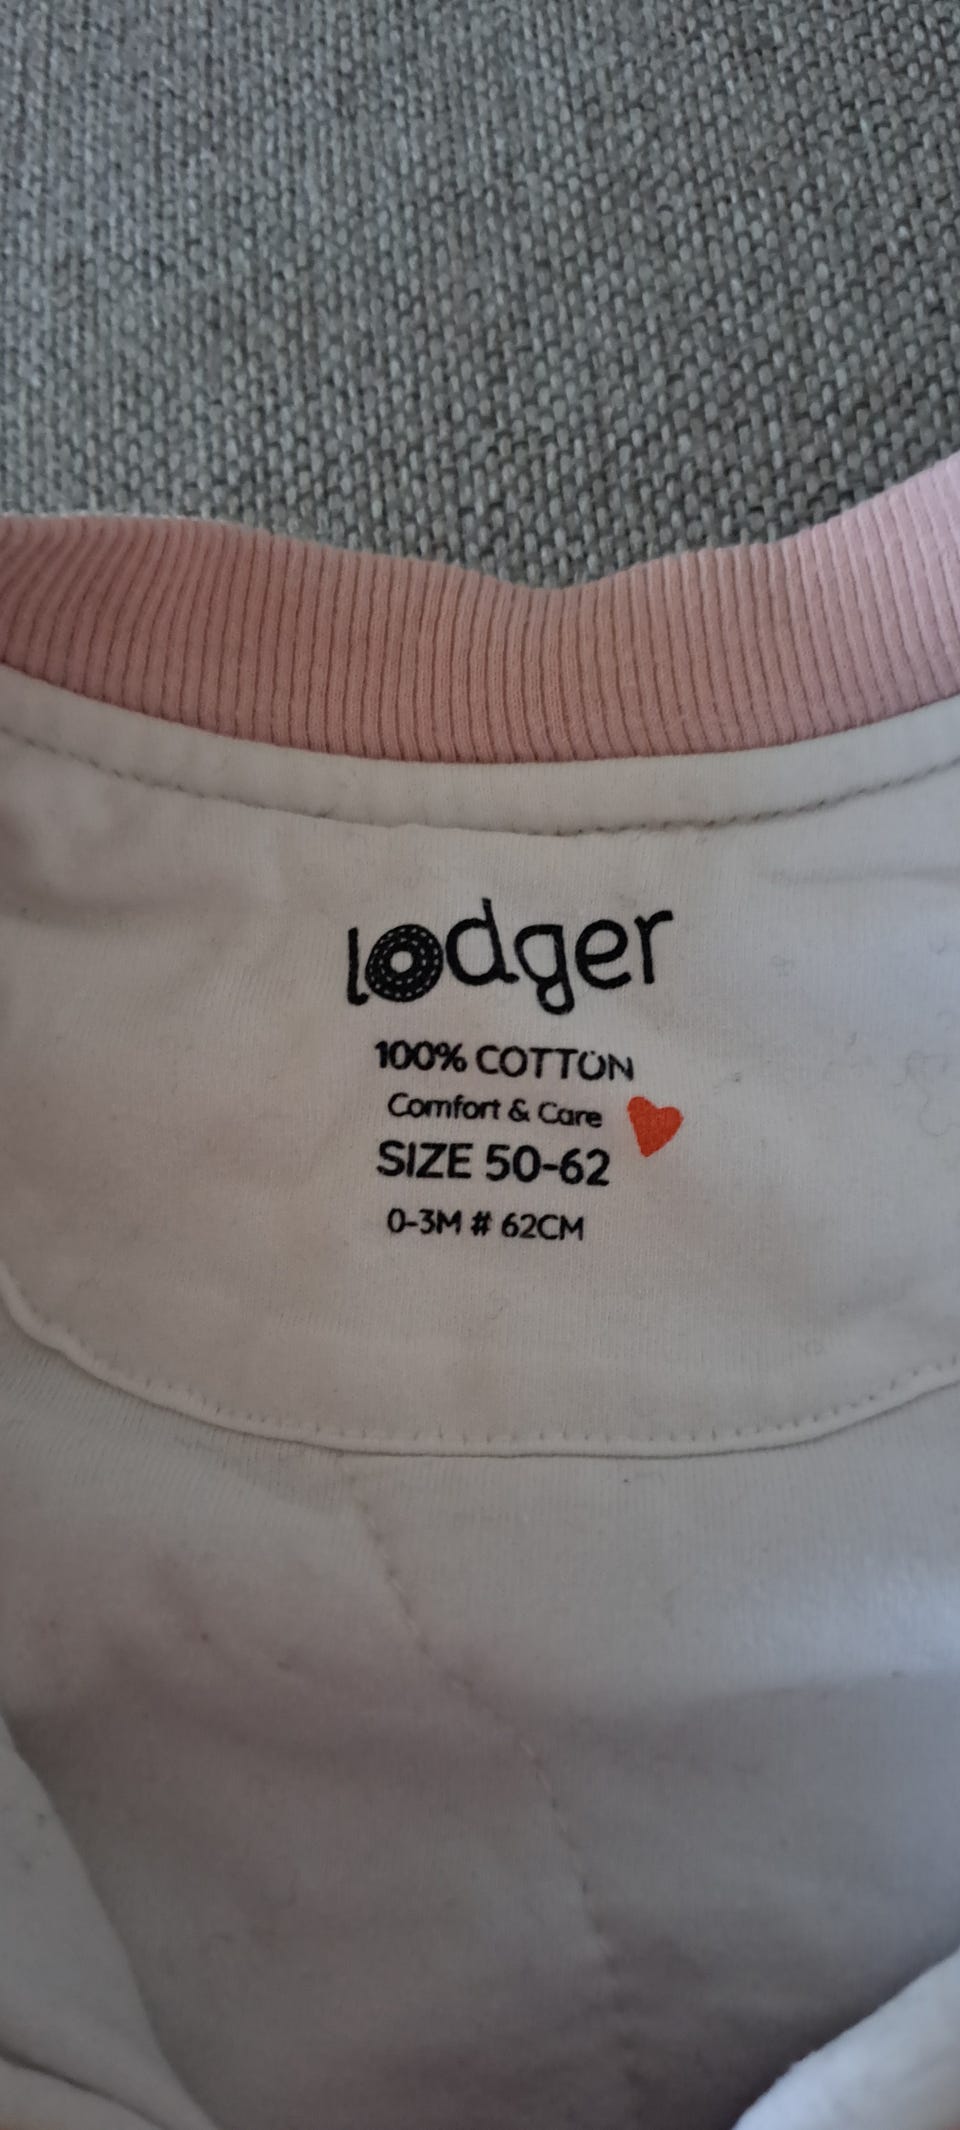 lodger
100% COTTON
Comfort & Care
SIZE 50-62
0-3M # 62CM